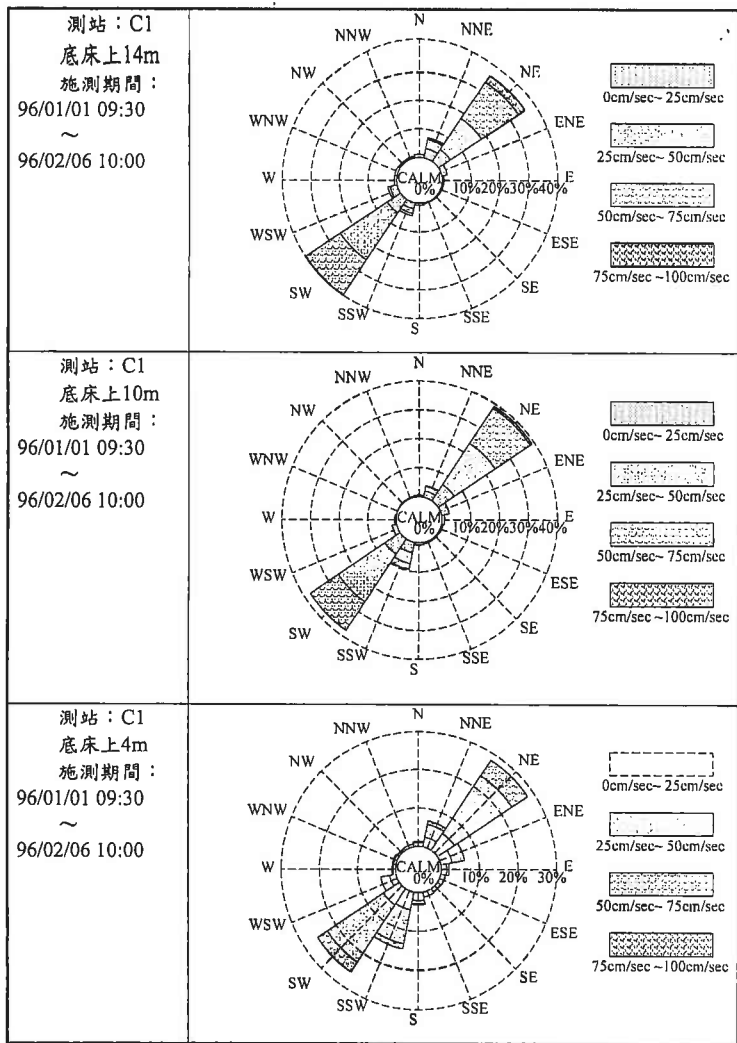 測站：C1
底床上14m
施測期間：
96/01/01 09:30
～
96/02/06 10:00
N
NNE
NE
ENE
E
ESE
SE
SSE
S
SSW
SW
WSW
W
WNW
NW
NNW
CALM
0%
10%20%30%40%
0cm/sec~ 25cm/sec
25cm/sec~ 50cm/sec
50cm/sec~ 75cm/sec
75cm/sec ~100cm/sec
測站：C1
底床上10m
施測期間：
96/01/01 09:30
～
96/02/06 10:00
N
NNE
NE
ENE
E
ESE
SE
SSE
S
SSW
SW
WSW
W
WNW
NW
NNW
CALM
0%
10%20%30%40%
0cm/sec~ 25cm/sec
25cm/sec~ 50cm/sec
50cm/sec~ 75cm/sec
75cm/sec ~100cm/sec
測站：C1
底床上4m
施測期間：
96/01/01 09:30
～
96/02/06 10:00
N
NNE
NE
ENE
E
ESE
SE
SSE
S
SSW
SW
WSW
W
WNW
NW
NNW
CALM
0%
10%
20%
30%
0cm/sec~ 25cm/sec
25cm/sec~ 50cm/sec
50cm/sec~ 75cm/sec
75cm/sec ~100cm/sec